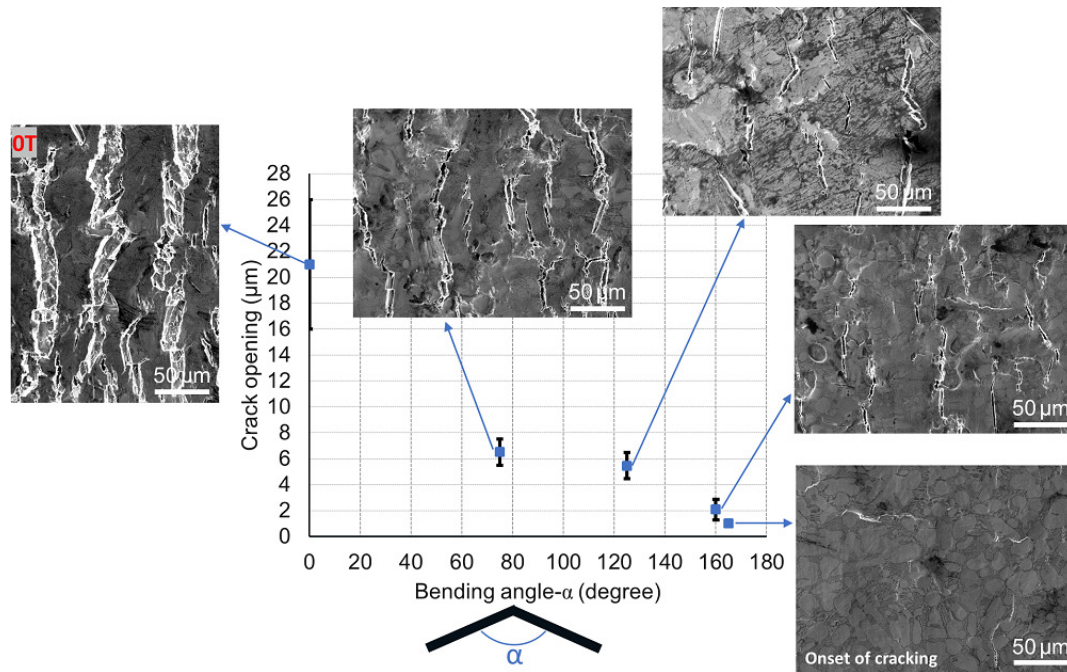 0T
50 µm
50 µm
50 µm
50 µm
50 µm
Onset of cracking
Crack opening (µm)
28
26
24
22
20
18
16
14
12
10
8
6
4
2
0
0 20 40 60 80 100 120 140 160 180
Bending angle-α (degree)
α